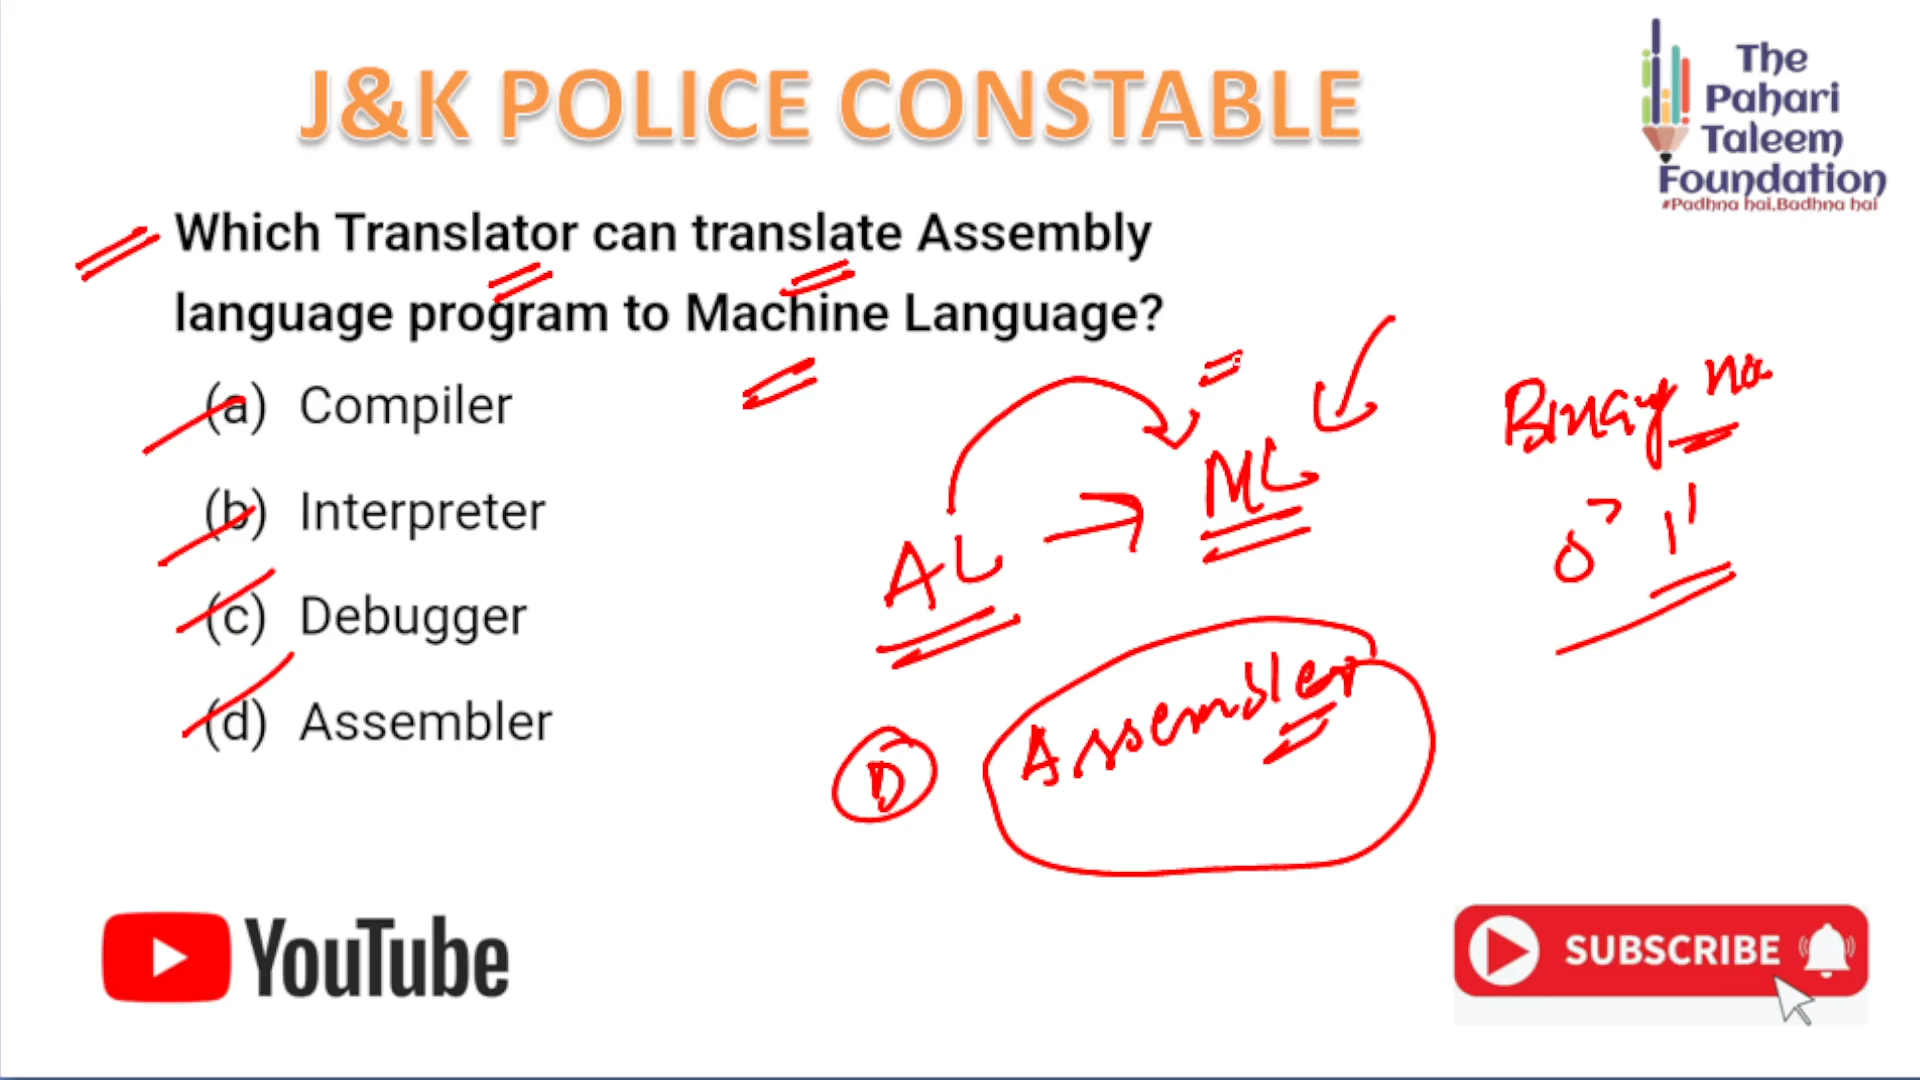 J&K POLICE CONSTABLE
The
Pahari
Taleem
Foundation
#Padhna hai,Badhna hai
Which Translator can translate Assembly
language program to Machine Language?
(a) Compiler
(b) Interpreter
(c) Debugger
(d) Assembler
AL → ML
Binary no
0 1
D Assembler
YouTube
SUBSCRIBE